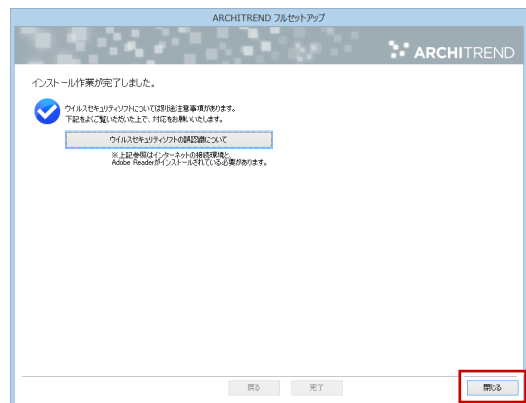 ARCHITREND フルセットアップ
ARCHITREND
インストール作業が完了しました。
ウイルスセキュリティソフトについては別途注意事項があります。
下記をよくご覧いただいた上で、対応をお願いいたします。
ウイルスセキュリティソフトの誤認識について
※上記参照はインターネットの接続環境と、
Adobe Readerがインストールされている必要があります。
戻る 完了 閉じる